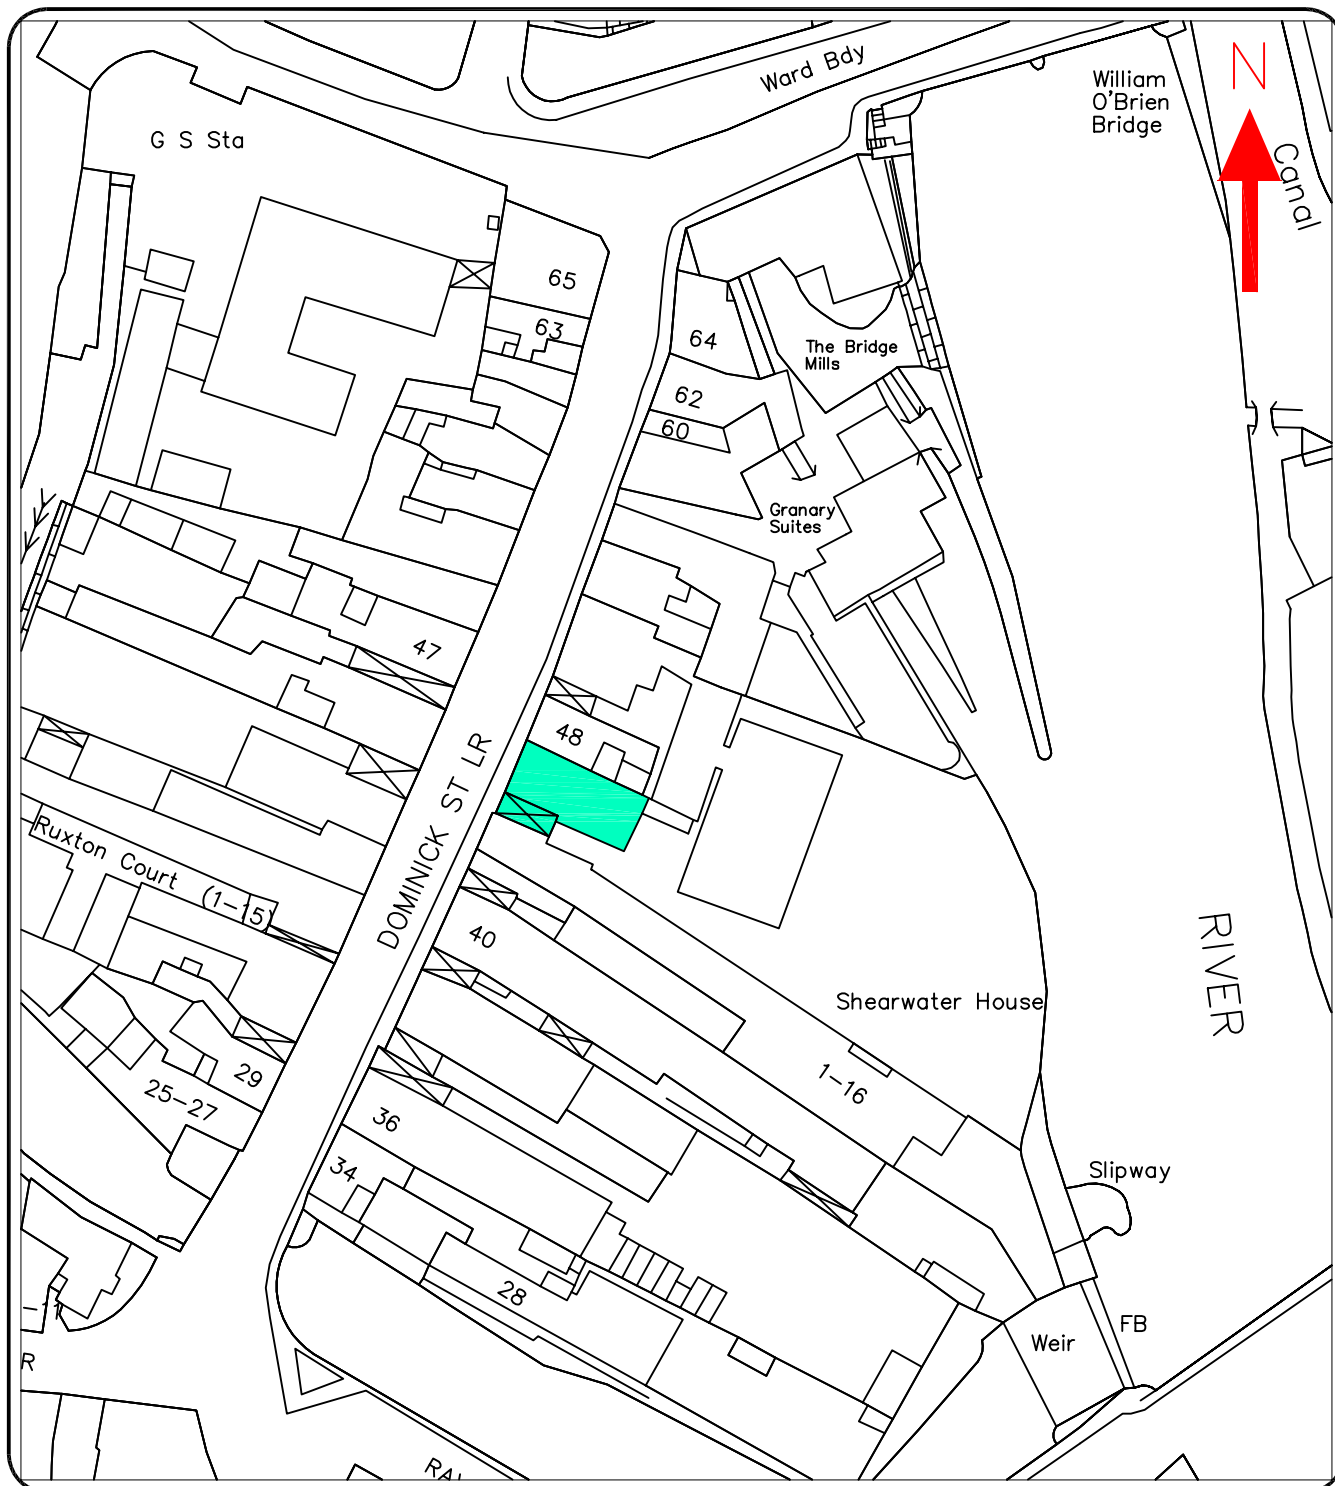 Ward Bdy
William
O'Brien
Bridge
N
Canal
G S Sta
65
63
64
The Bridge
Mills
62
60
Granary
Suites
47
48
DOMINICK ST LR
Ruxton Court (1-15)
40
RIVER
Shearwater House
1-16
29
25-27
36
34
Slipway
28
FB
Weir
R